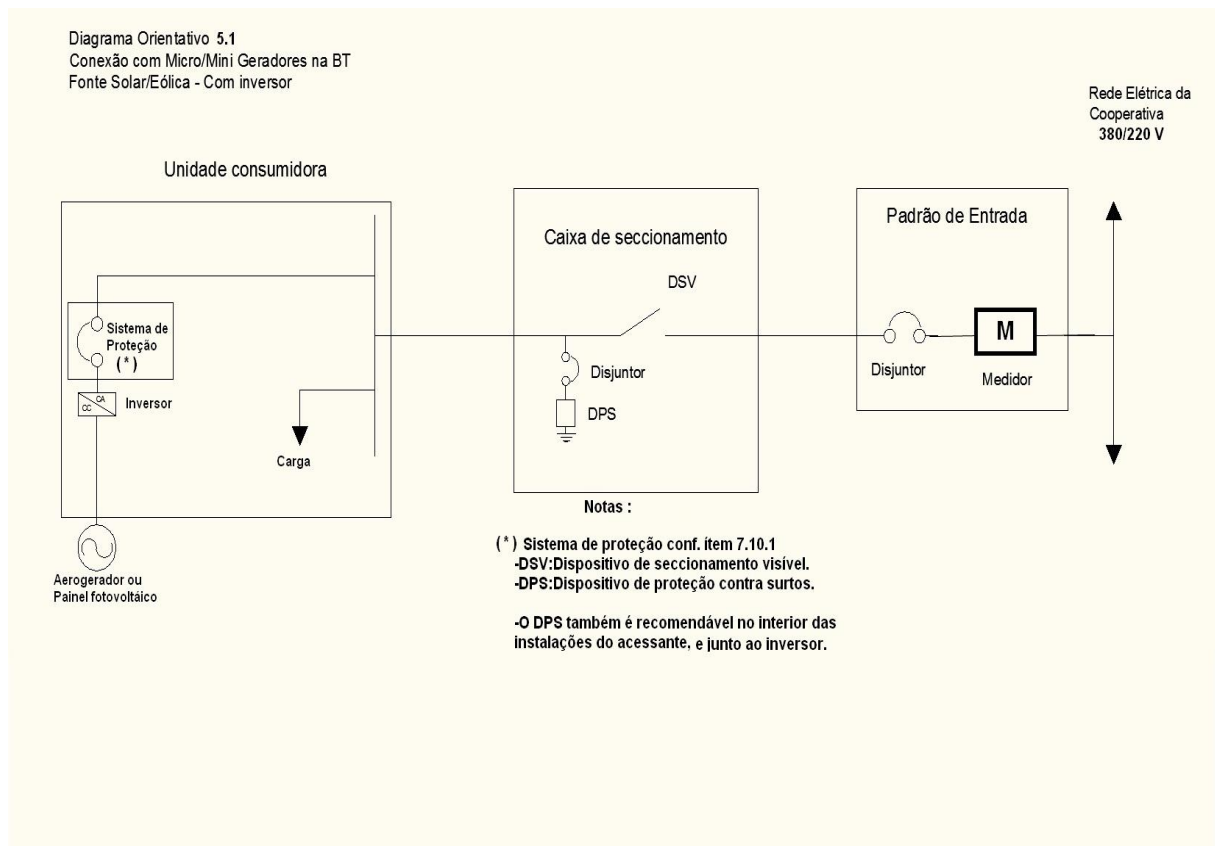 Diagrama Orientativo 5.1
Conexão com Micro/Mini Geradores na BT
Fonte Solar/Eólica - Com inversor
Rede Elétrica da
Cooperativa
380/220 V
Unidade consumidora
Caixa de seccionamento
Padrão de Entrada
DSV
Sistema de
Proteção
( * )
M
Disjuntor
Disjuntor
Medidor
CA
CC
Inversor
DPS
Carga
Notas :
( * ) Sistema de proteção conf. ítem 7.10.1
-DSV:Dispositivo de seccionamento visível.
-DPS:Dispositivo de proteção contra surtos.
Aerogerador ou
Painel fotovoltáico
-O DPS também é recomendável no interior das
instalações do acessante, e junto ao inversor.